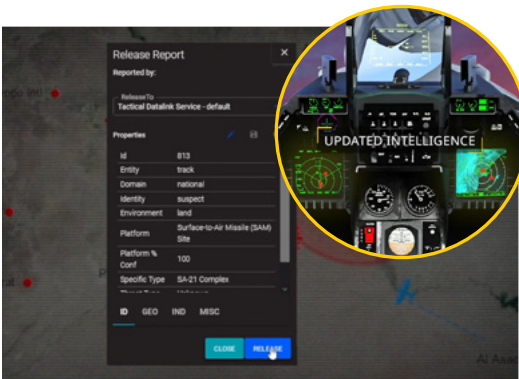 Release Report
×
Reported by:
ReleaseTo
Tactical Datalink Service - default
Properties
Id 813
Entity track
Domain national
Identity suspect
Environment land
Platform Surface-to-Air Missile (SAM)
Site
Platform %
Conf 100
Specific Type SA-21 Complex
ID GEO IND MISC
CLOSE RELEASE
UPDATED INTELLIGENCE